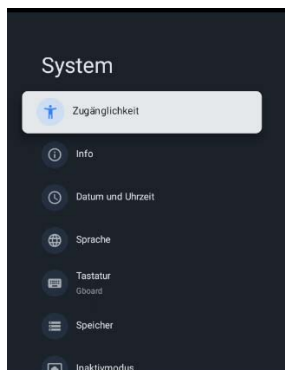 System
Zugänglichkeit
Info
Datum und Uhrzeit
Sprache
Tastatur
Gboard
Speicher
Inaktivmodus